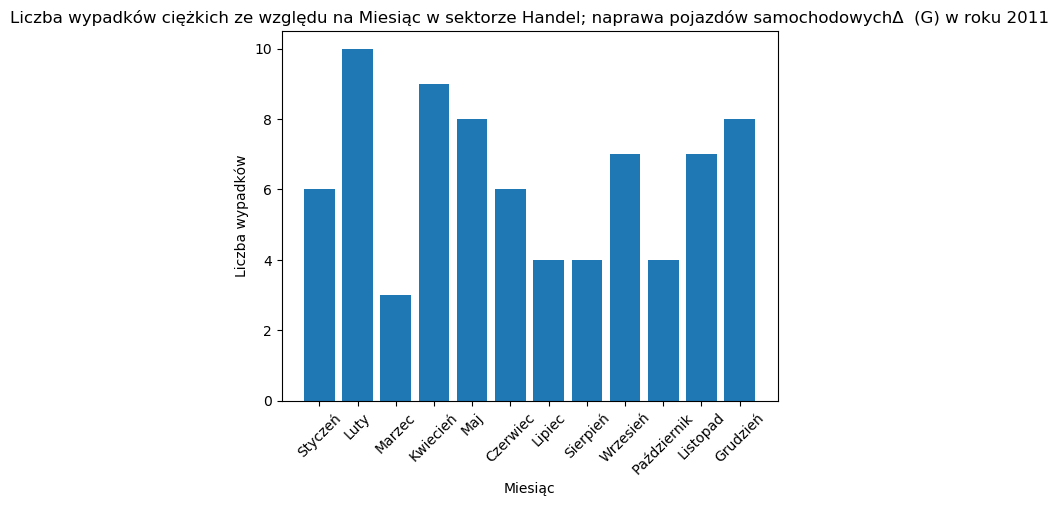 Liczba wypadków ciężkich ze względu na Miesiąc w sektorze Handel; naprawa pojazdów samochodowychΔ  (G) w roku 2011
10
8
6
4
2
0
Liczba wypadków
Styczeń
Luty
Marzec
Kwiecień
Maj
Czerwiec
Lipiec
Sierpień
Wrzesień
Październik
Listopad
Grudzień
Miesiąc